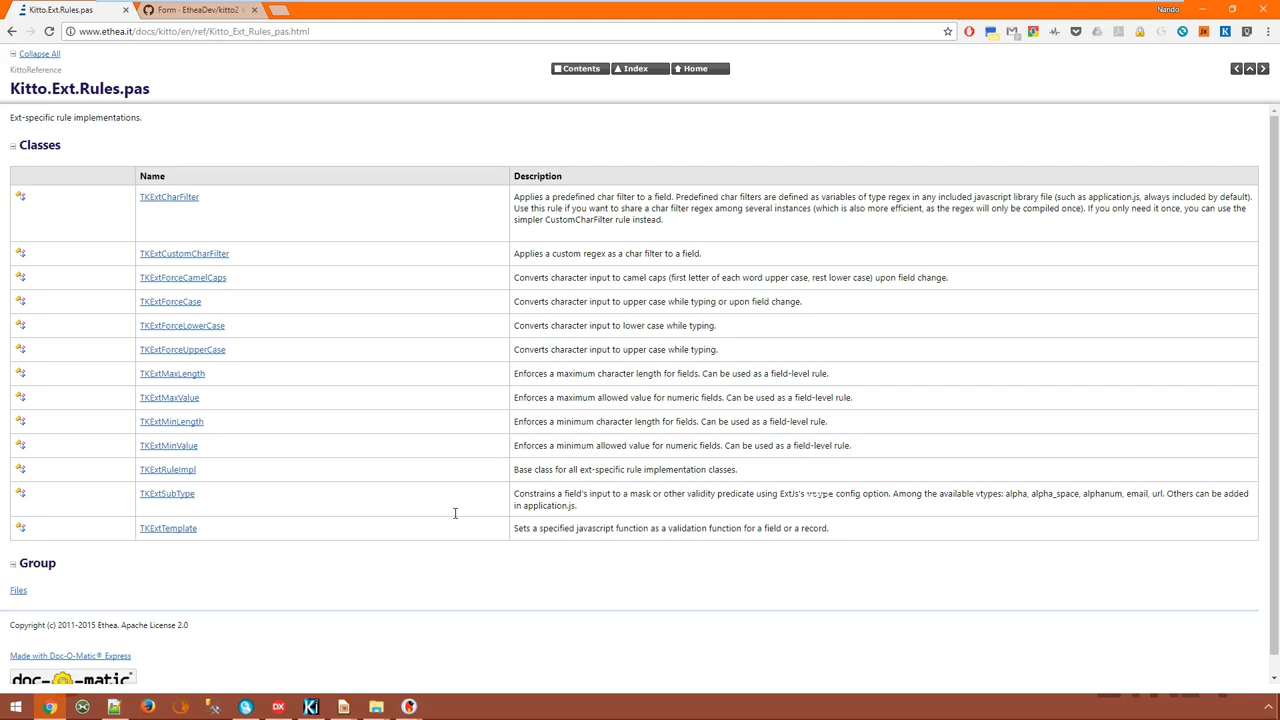 Kitto.Ext.Rules.pas
Form - EtheaDev/kitto2
Nando
www.ethea.it/docs/kitto/en/ref/Kitto_Ext_Rules_pas.html
Collapse All
KittoReference
Contents Index Home
Kitto.Ext.Rules.pas
Ext-specific rule implementations.
Classes
Name Description
TKExtCharFilter Applies a predefined char filter to a field. Predefined char filters are defined as variables of type regex in any included javascript library file (such as application.js, always included by default).
Use this rule if you want to share a char filter regex among several instances (which is also more efficient, as the regex will only be compiled once). If you only need it once, you can use the
simpler CustomCharFilter rule instead.
TKExtCustomCharFilter Applies a custom regex as a char filter to a field.
TKExtForceCamelCaps Converts character input to camel caps (first letter of each word upper case, rest lower case) upon field change.
TKExtForceCase Converts character input to upper case while typing or upon field change.
TKExtForceLowerCase Converts character input to lower case while typing.
TKExtForceUpperCase Converts character input to upper case while typing.
TKExtMaxLength Enforces a maximum character length for fields. Can be used as a field-level rule.
TKExtMaxValue Enforces a maximum allowed value for numeric fields. Can be used as a field-level rule.
TKExtMinLength Enforces a minimum character length for fields. Can be used as a field-level rule.
TKExtMinValue Enforces a minimum allowed value for numeric fields. Can be used as a field-level rule.
TKExtRuleImpl Base class for all ext-specific rule implementation classes.
TKExtSubType Constrains a field's input to a mask or other validity predicate using ExtJs's vtype config option. Among the available vtypes: alpha, alpha_space, alphanum, email, url. Others can be added
in application.js.
TKExtTemplate Sets a specified javascript function as a validation function for a field or a record.
Group
Files
Copyright (c) 2011-2015 Ethea. Apache License 2.0
Made with Doc-O-Matic® Express
doc-o-matic
DX Ki